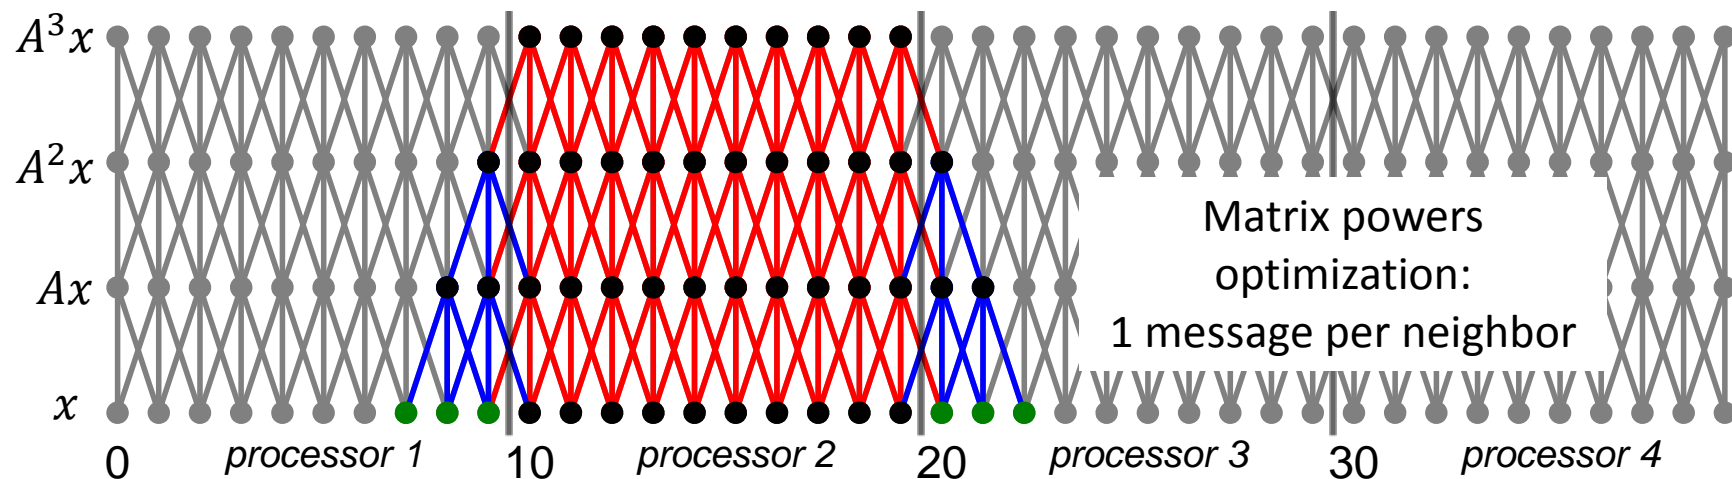 A³x
A²x
Matrix powers
optimization:
1 message per neighbor
Ax
x
0 processor 1 10 processor 2 20 processor 3 30 processor 4